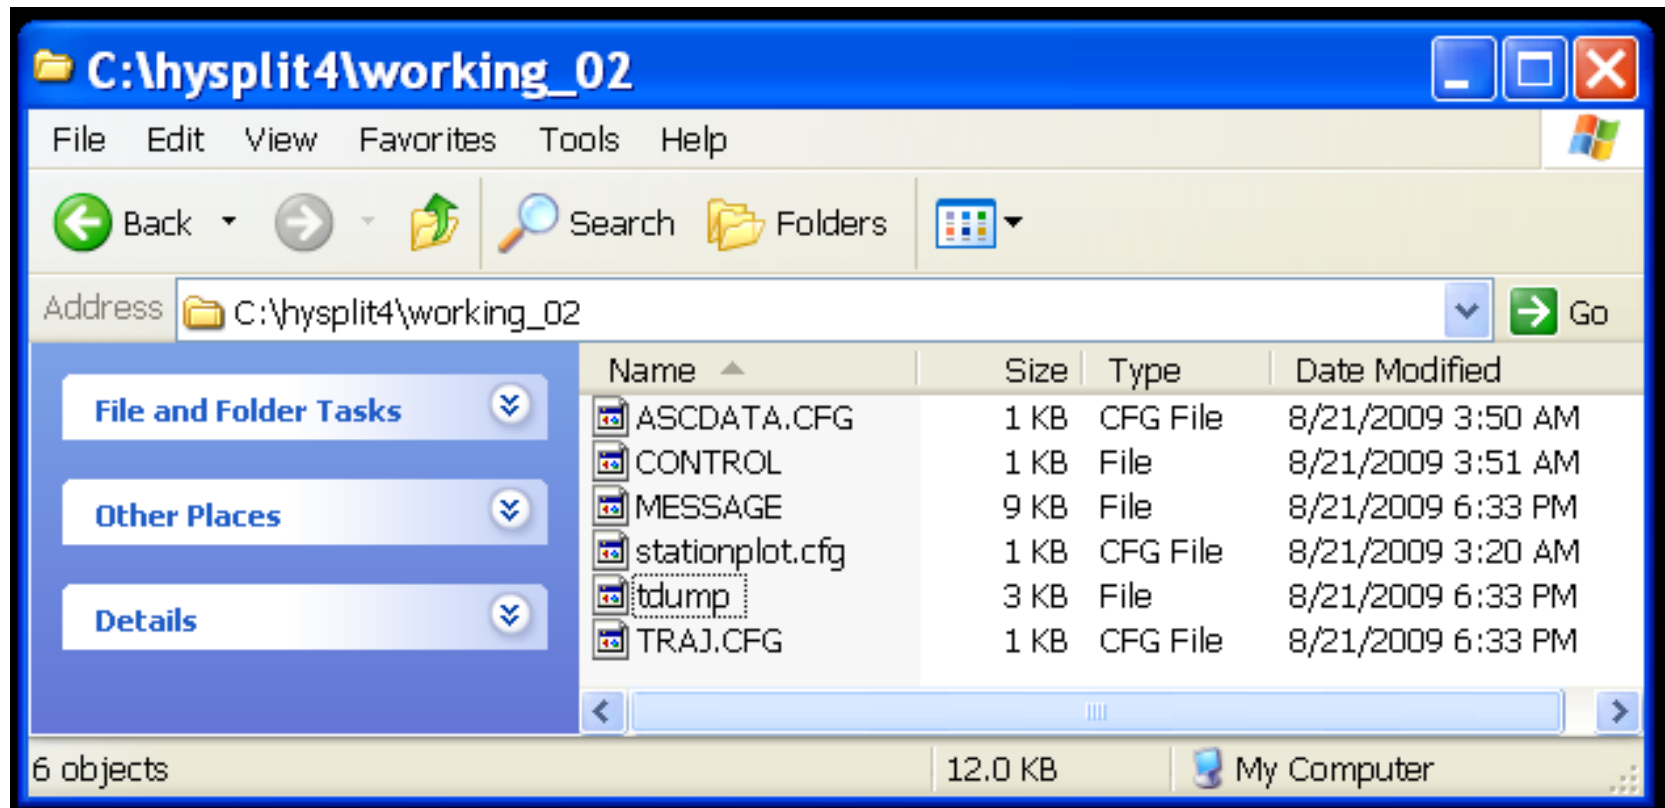 C:\hysplit4\working_02
File Edit View Favorites Tools Help
Back Search Folders
Address C:\hysplit4\working_02 Go
File and Folder Tasks
Other Places
Details
Name Size Type Date Modified
ASCDATA.CFG 1 KB CFG File 8/21/2009 3:50 AM
CONTROL 1 KB File 8/21/2009 3:51 AM
MESSAGE 9 KB File 8/21/2009 6:33 PM
stationplot.cfg 1 KB CFG File 8/21/2009 3:20 AM
tdump 3 KB File 8/21/2009 6:33 PM
TRAJ.CFG 1 KB CFG File 8/21/2009 6:33 PM
6 objects 12.0 KB My Computer